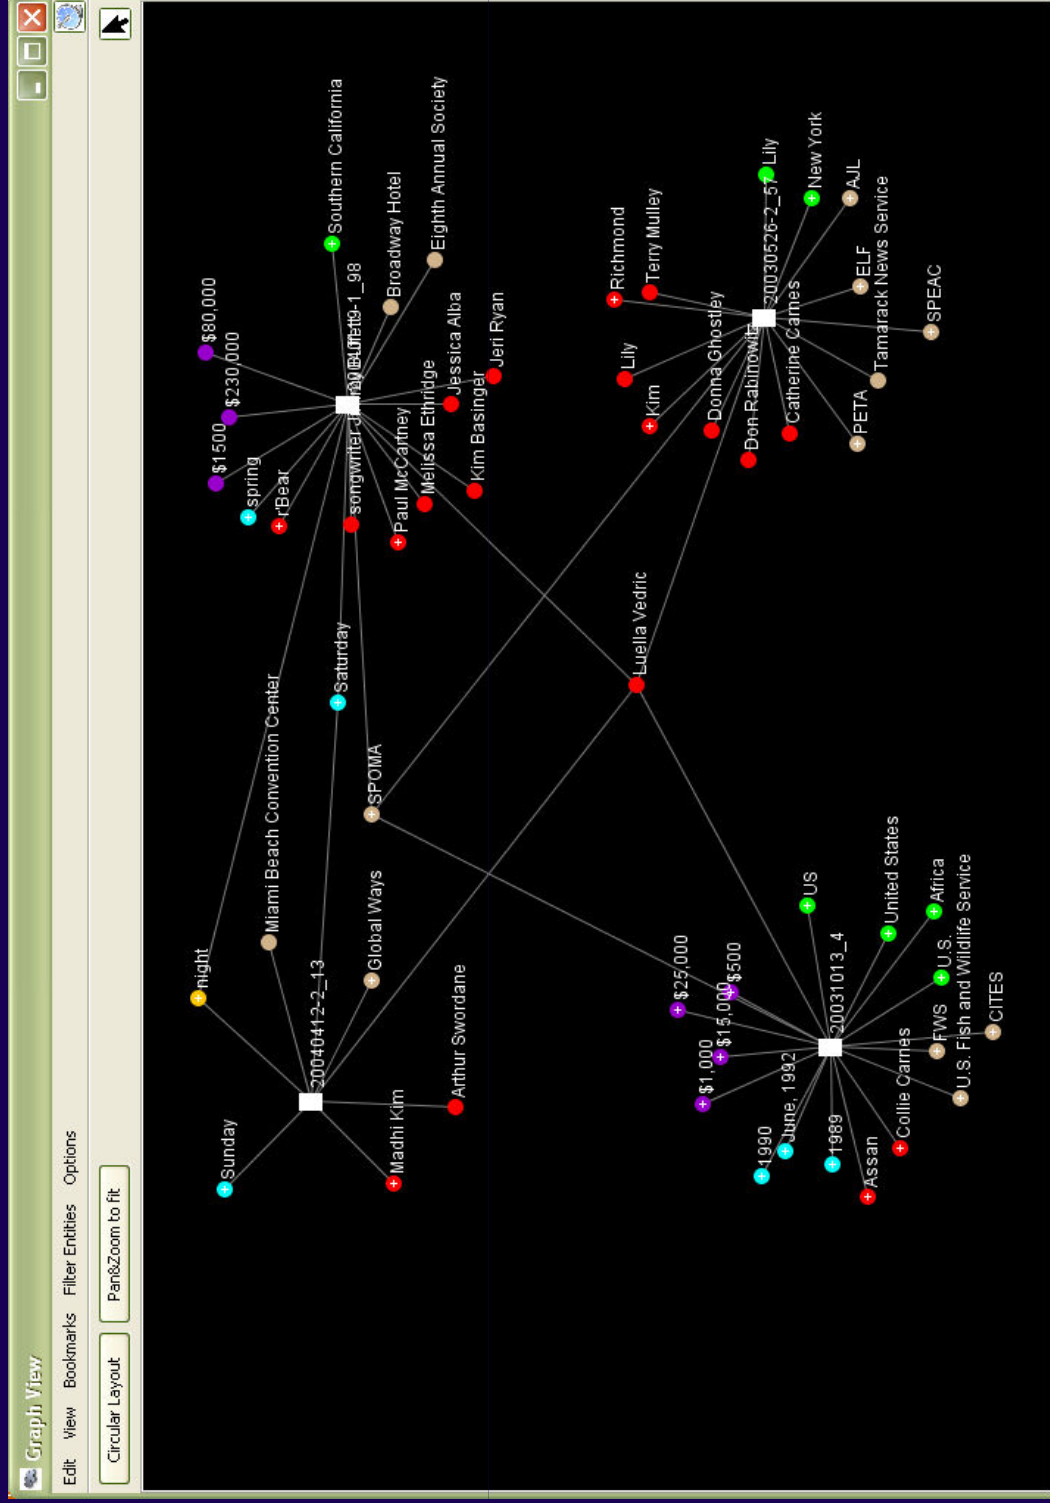 Graph View
Edit View Bookmarks Filter Entities Options
Circular Layout Pan&Zoom to fit
Sunday
night
$1500
$230,000
$80,000
spring
r'Bear
Miami Beach Convention Center
Southern California
20040412-2_13
Saturday
songwriter
1_98
Madhi Kim
Global Ways
SPOMA
Paul McCartney
Broadway Hotel
Melissa Ethridge
Eighth Annual Society
Arthur Swordane
Jessica Alba
Kim Basinger
Jeri Ryan
Luella Vedric
Lily
Richmond
Kim
Terry Mulley
$25,000
Donna Ghostley
$1,000
$15,000
$500
Don Rabinowitz
20030526-2_57
Lily
1990
June, 1992
Catherine Carnes
New York
US
1989
20031013_4
PETA
ELF
AJL
Assan
Tamarack News Service
Collie Carnes
United States
SPEAC
FWS
U.S.
Africa
U.S. Fish and Wildlife Service
CITES